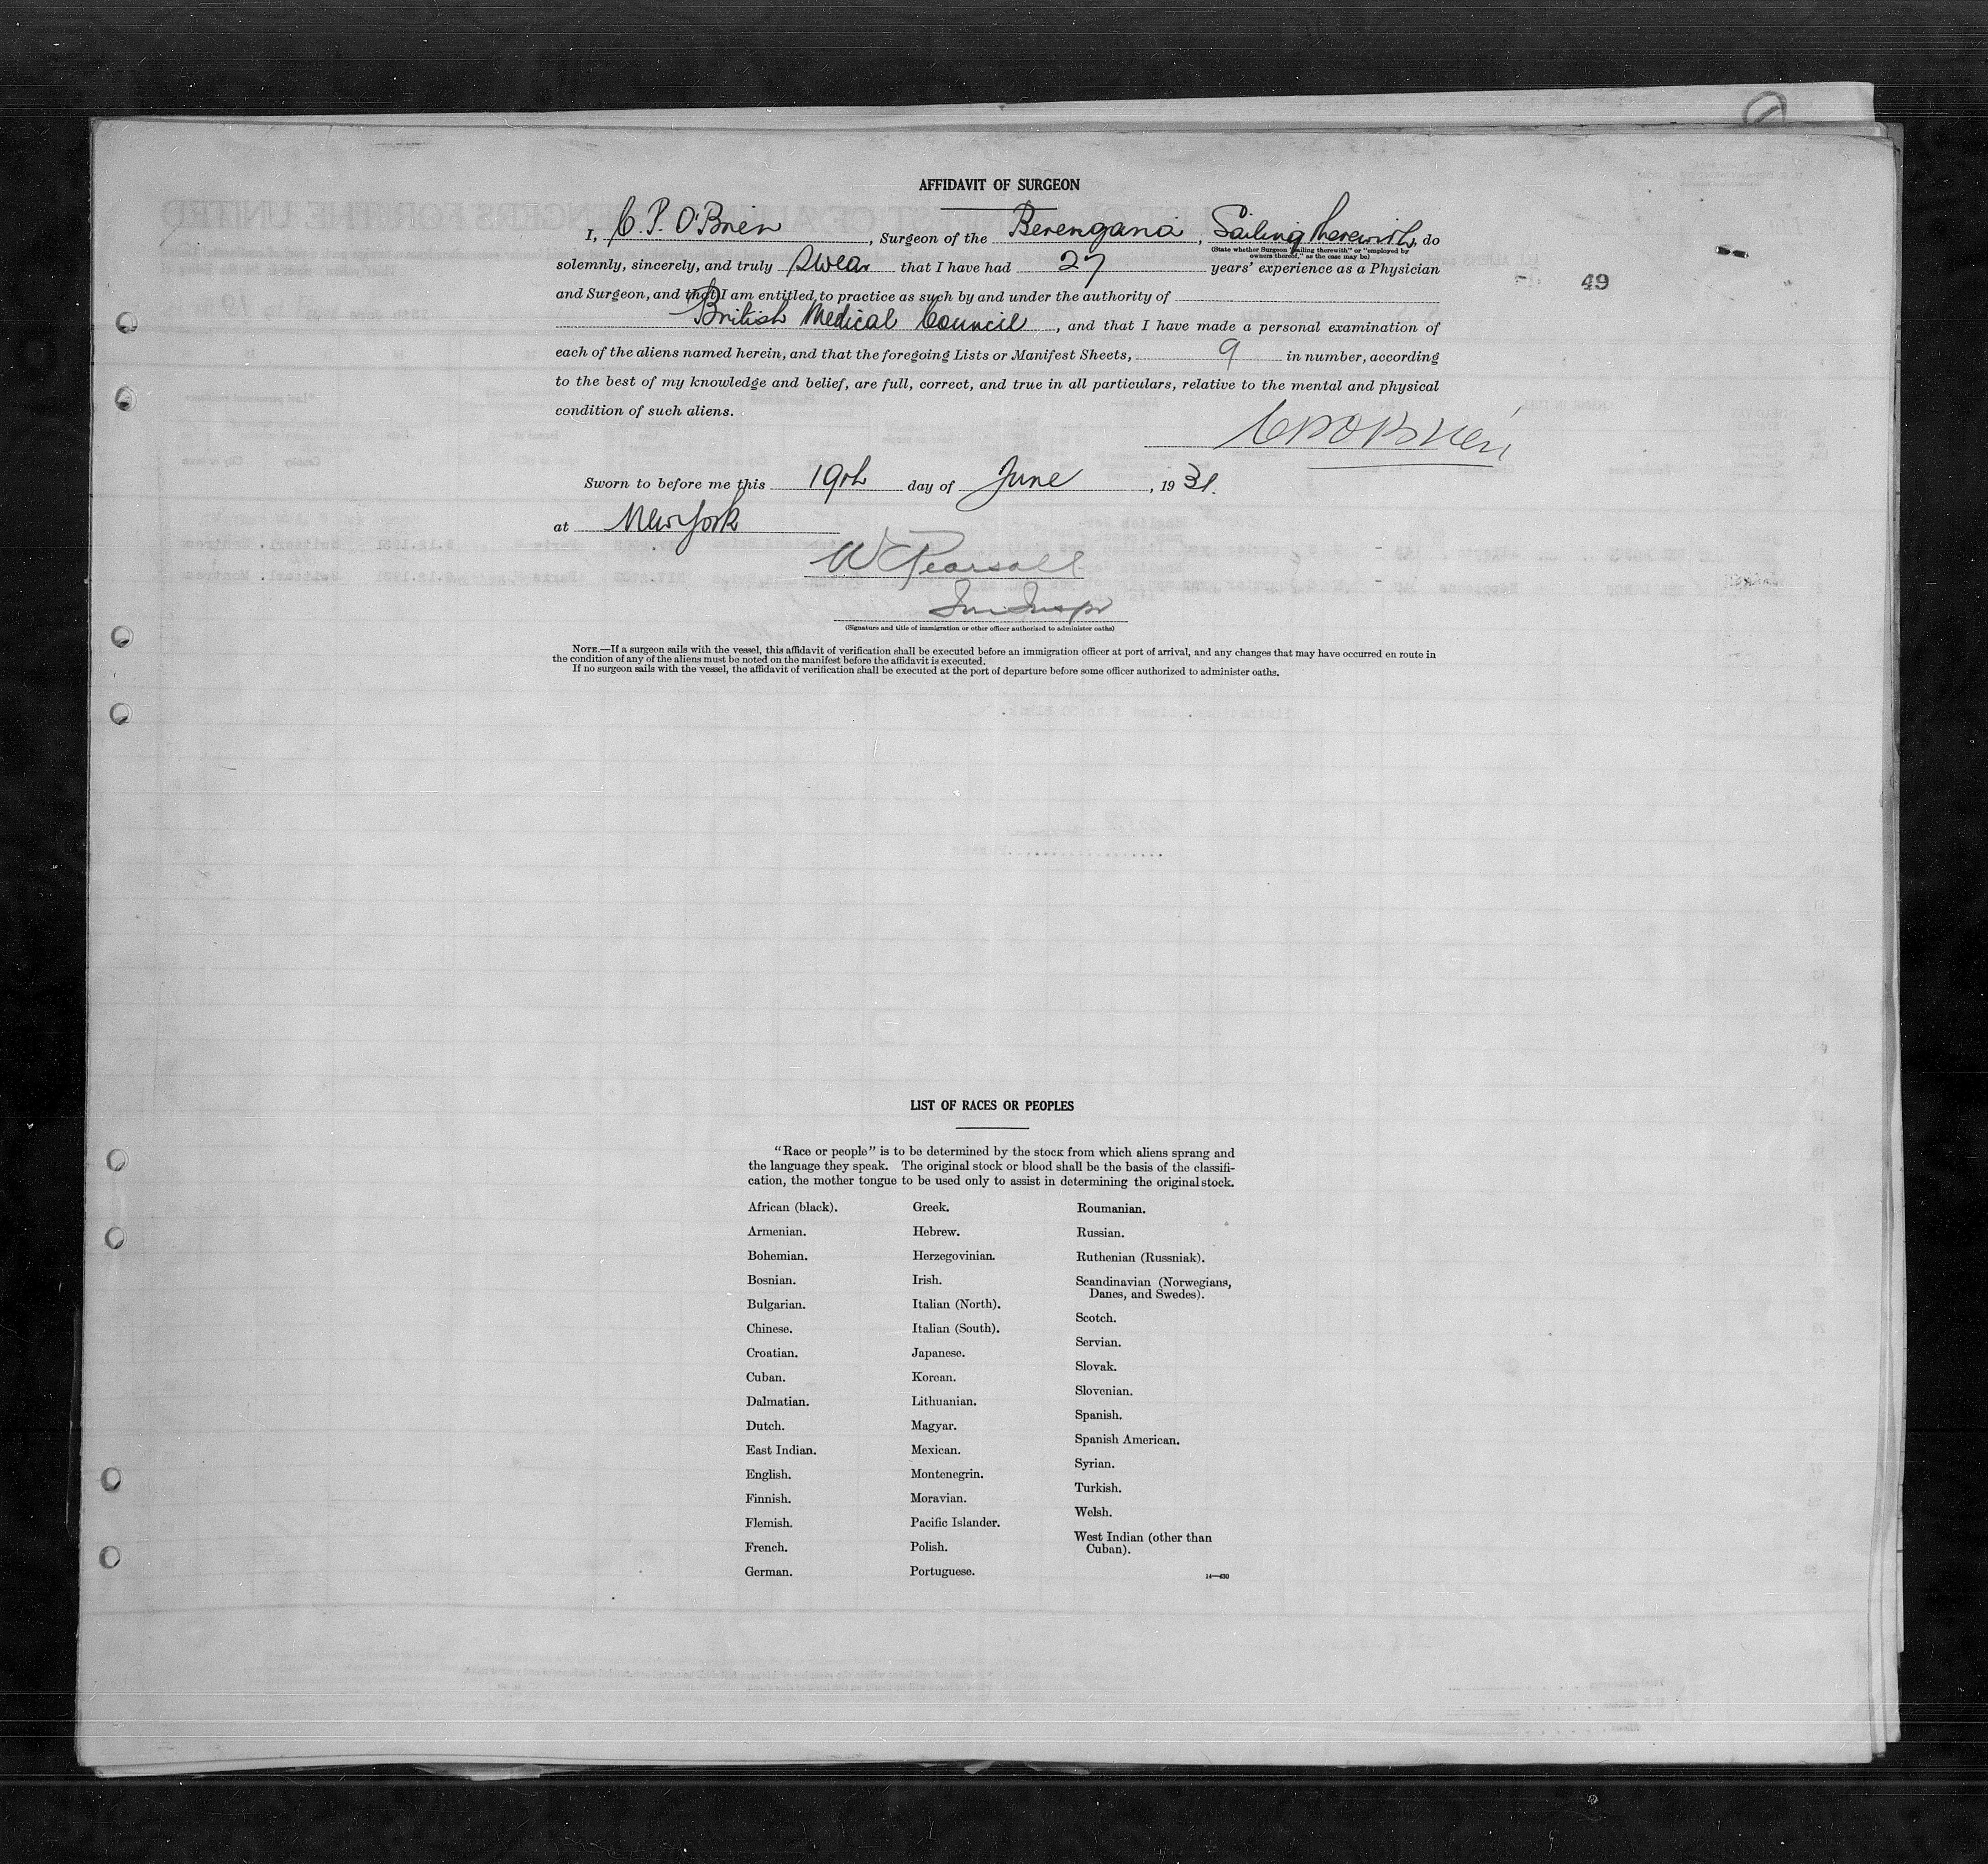 AFFIDAVIT OF SURGEON
I, C. P. O'Brien, Surgeon of the Berengaria, Sailing therewith, do
(State whether Surgeon "sailing therewith" or "employed by
owners thereof," as the case may be)
solemnly, sincerely, and truly swear that I have had 27 years' experience as a Physician
49
and Surgeon, and that I am entitled to practice as such by and under the authority of
British Medical Council, and that I have made a personal examination of
each of the aliens named herein, and that the foregoing Lists or Manifest Sheets, 9 in number, according
to the best of my knowledge and belief, are full, correct, and true in all particulars, relative to the mental and physical
condition of such aliens.
C P O'Brien
Sworn to before me this 19th day of June, 1931.
at New York
W Pearsall
Im. Inspr
(Signature and title of immigration or other officer authorized to administer oaths)
NOTE.—If a surgeon sails with the vessel, this affidavit of verification shall be executed before an immigration officer at port of arrival, and any changes that may have occurred en route in
the condition of any of the aliens must be noted on the manifest before the affidavit is executed.
If no surgeon sails with the vessel, the affidavit of verification shall be executed at the port of departure before some officer authorized to administer oaths.
LIST OF RACES OR PEOPLES
"Race or people" is to be determined by the stock from which aliens sprang and
the language they speak. The original stock or blood shall be the basis of the classifi-
cation, the mother tongue to be used only to assist in determining the original stock.
African (black).
Armenian.
Bohemian.
Bosnian.
Bulgarian.
Chinese.
Croatian.
Cuban.
Dalmatian.
Dutch.
East Indian.
English.
Finnish.
Flemish.
French.
German.
Greek.
Hebrew.
Herzegovinian.
Irish.
Italian (North).
Italian (South).
Japanese.
Korean.
Lithuanian.
Magyar.
Mexican.
Montenegrin.
Moravian.
Pacific Islander.
Polish.
Portuguese.
Roumanian.
Russian.
Ruthenian (Russniak).
Scandinavian (Norwegians,
Danes, and Swedes).
Scotch.
Servian.
Slovak.
Slovenian.
Spanish.
Spanish American.
Syrian.
Turkish.
Welsh.
West Indian (other than
Cuban).
14—430